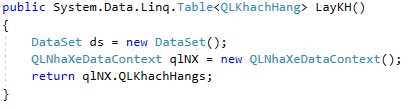 public System.Data.Linq.Table<QLKhachHang> LayKH()
{
DataSet ds = new DataSet();
QLNhaXeDataContext qlNX = new QLNhaXeDataContext();
return qlNX.QLKhachHangs;
}